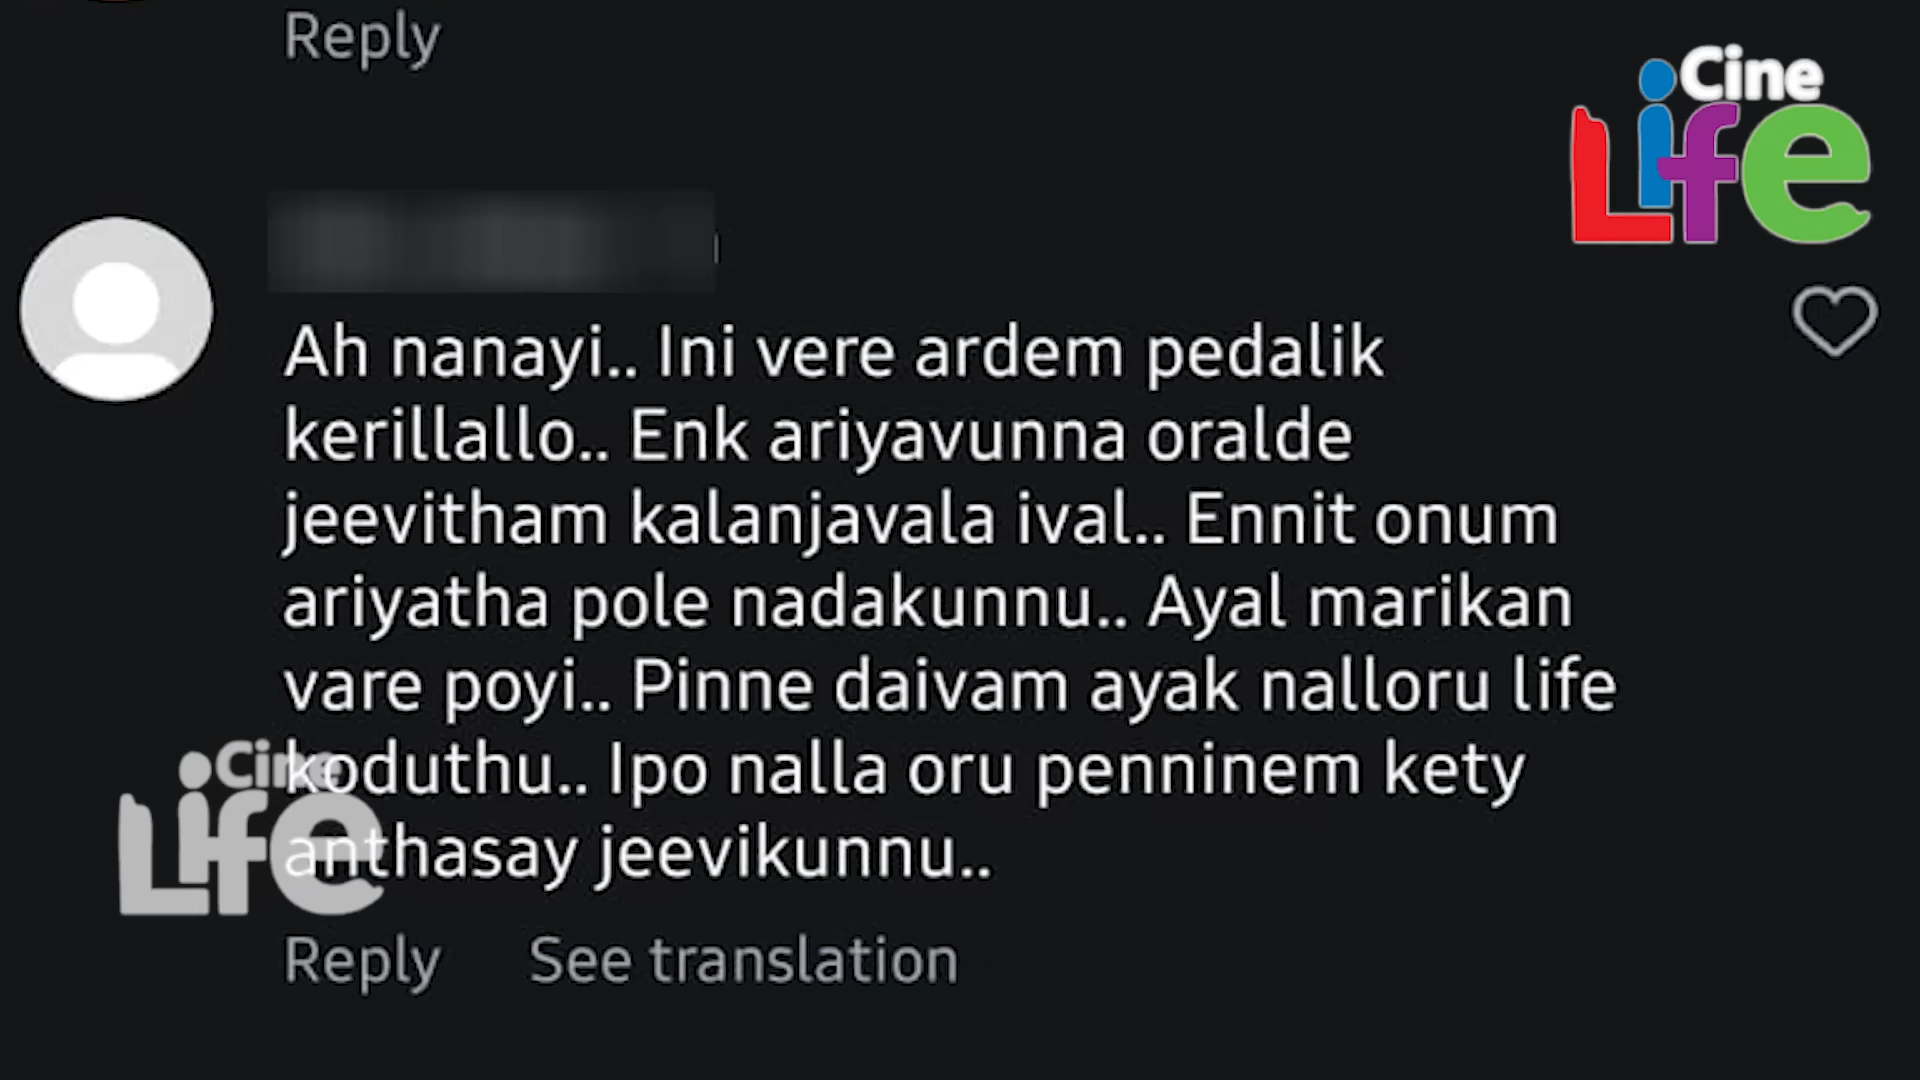 Reply
Cine
Life
Ah nanayi.. Ini vere ardem pedalik
kerillallo.. Enk ariyavunna oralde
jeevitham kalanjavala ival.. Ennit onum
ariyatha pole nadakunnu.. Ayal marikan
vare poyi.. Pinne daivam ayak nalloru life
koduthu.. Ipo nalla oru penninem kety
anthasay jeevikunnu..
Cine
Life
Reply See translation